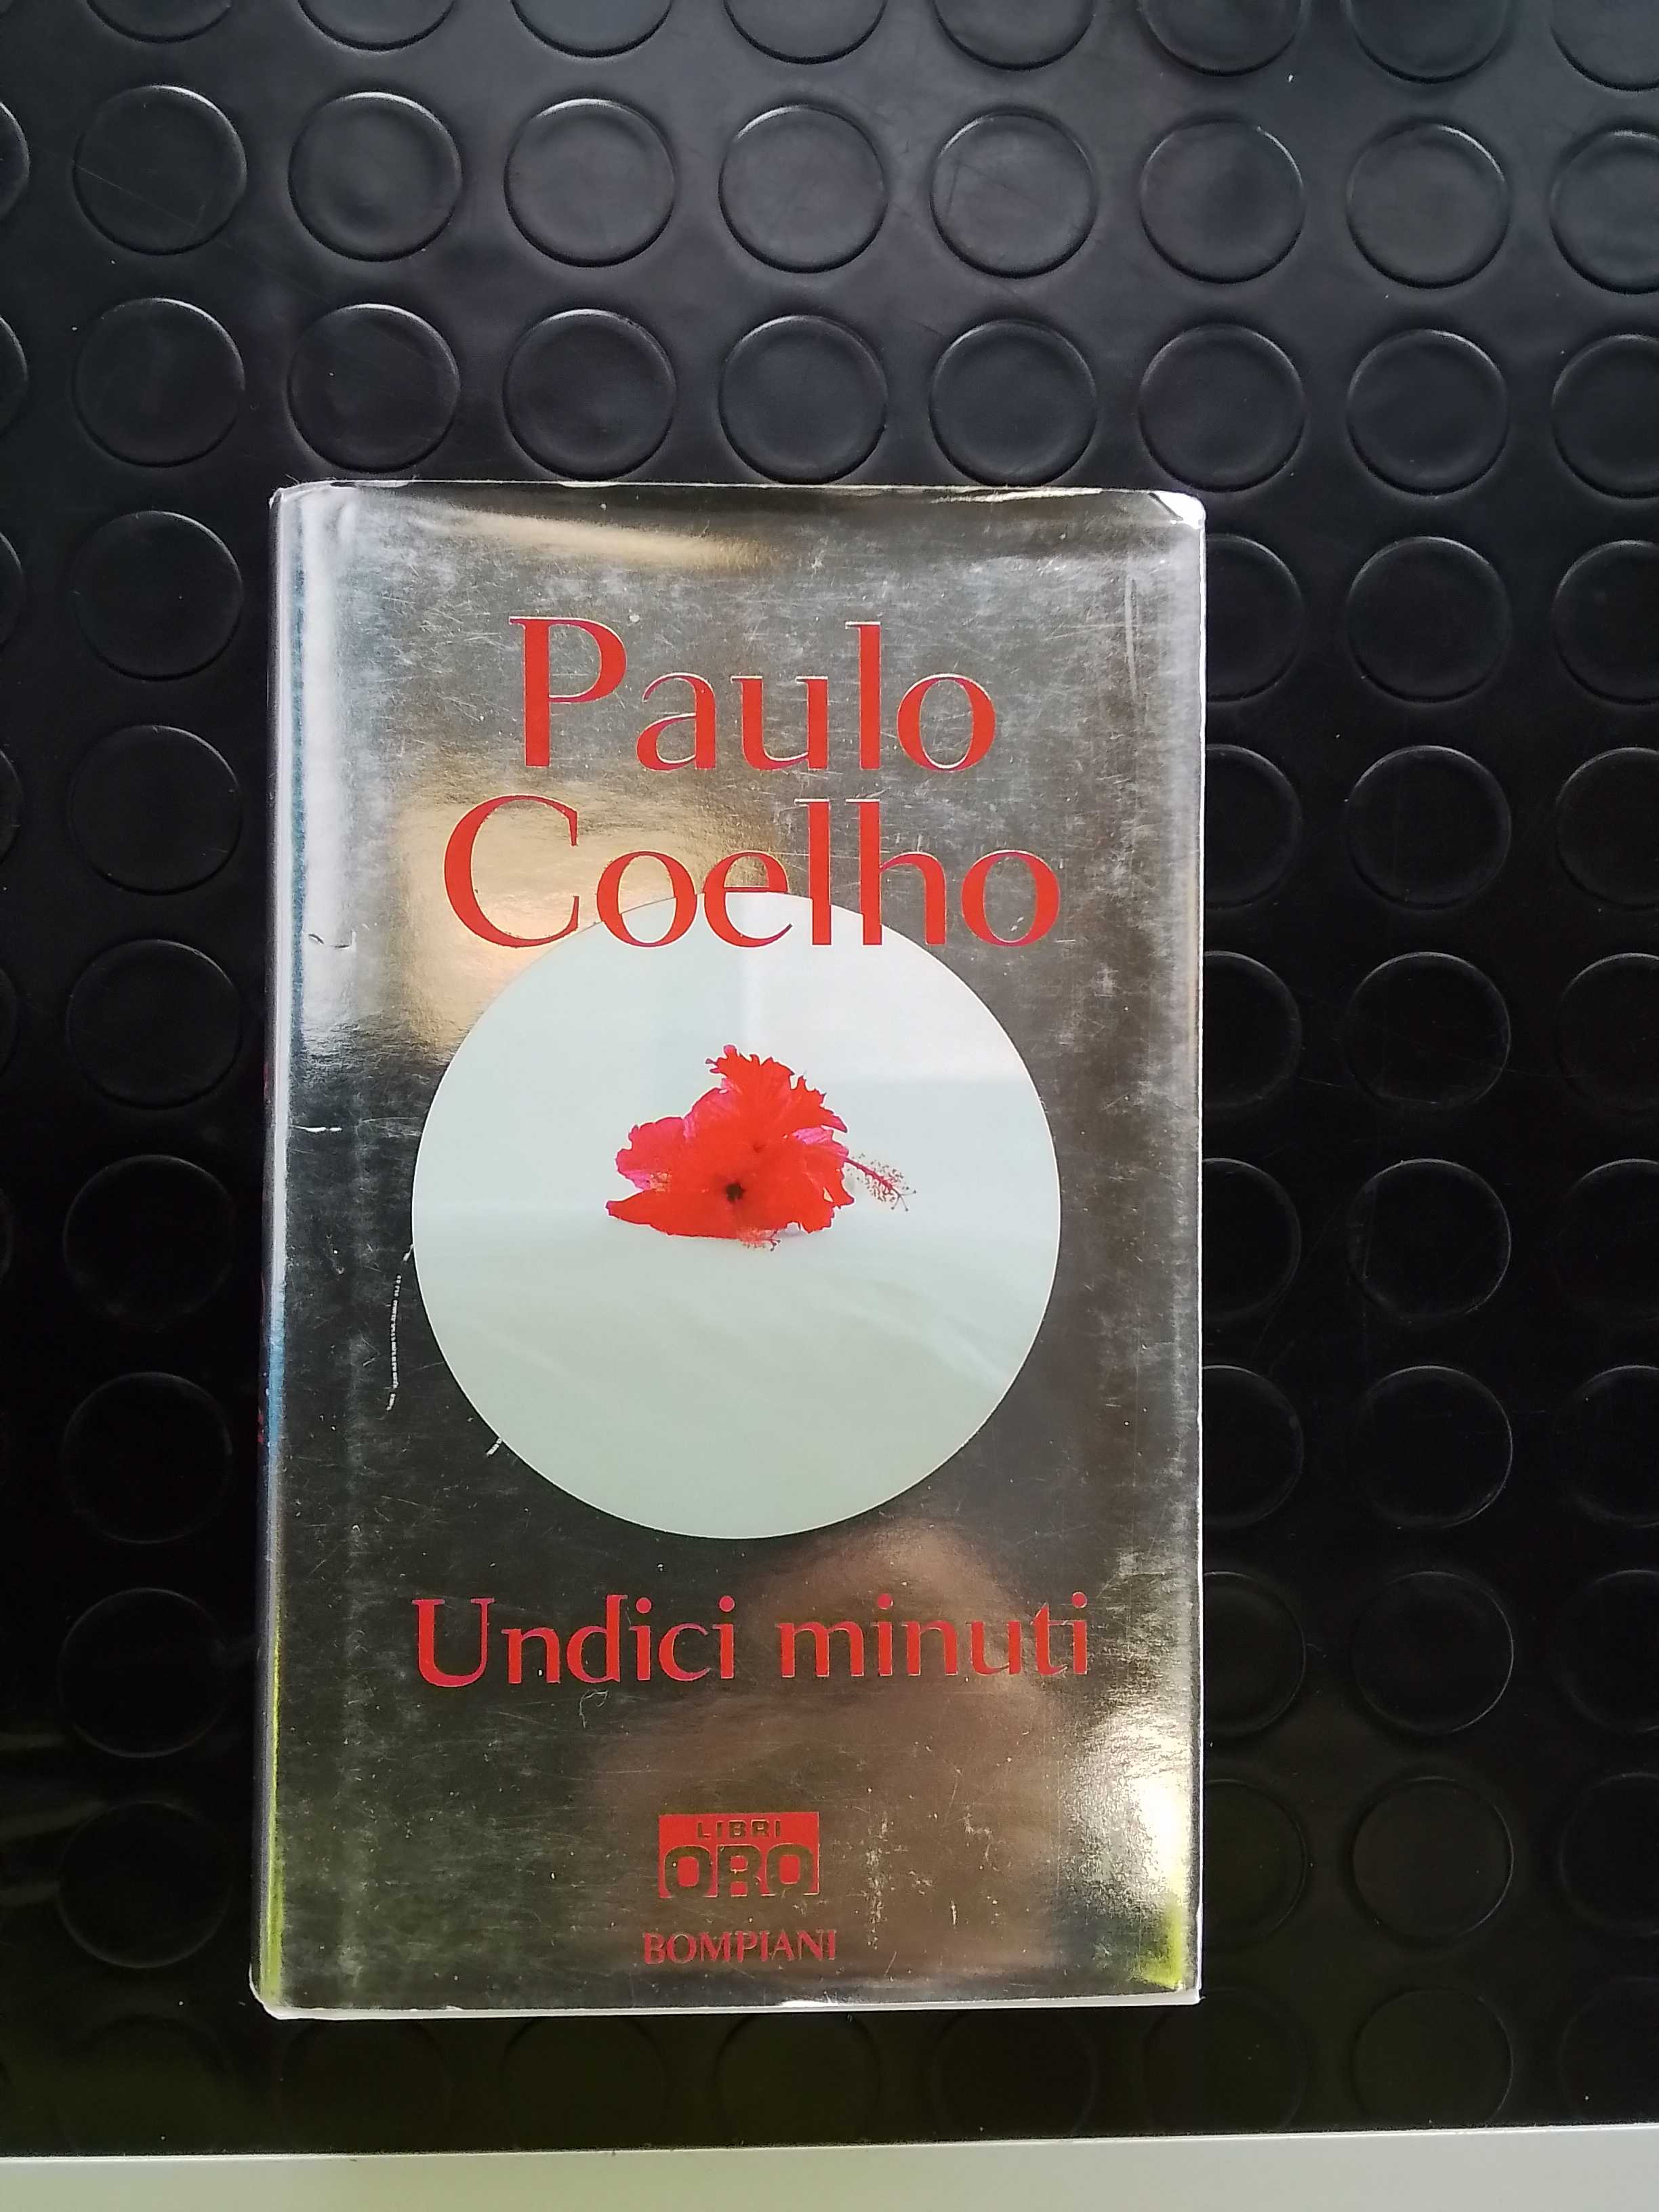 Paulo
Coelho
Undici minuti
LIBRI
ORO
BOMPIANI